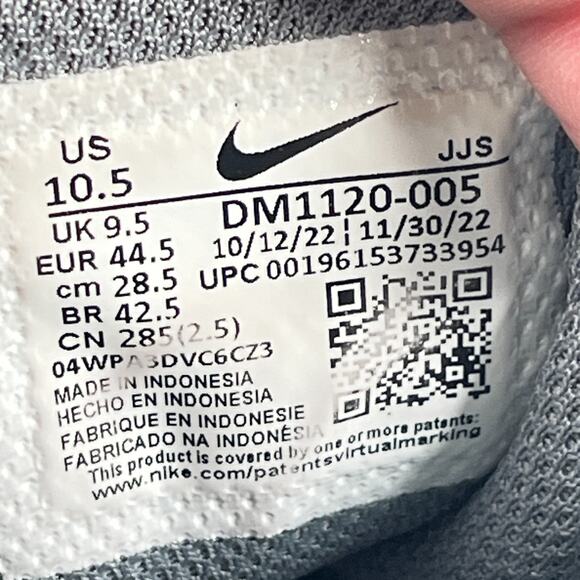 US
10.5
JJS
UK 9.5
DM1120-005
EUR 44.5
10/12/22 ¦ 11/30/22
cm 28.5
UPC 00196153733954
BR 42.5
CN 285(2.5)
04WPA3DVC6CZ3
MADE IN INDONESIA
HECHO EN INDONESIA
FABRIQUE EN INDONESIE
FABRICADO NA INDONÉSIA
This product is covered by one or more patents:
www.nike.com/patentsvirtualmarking